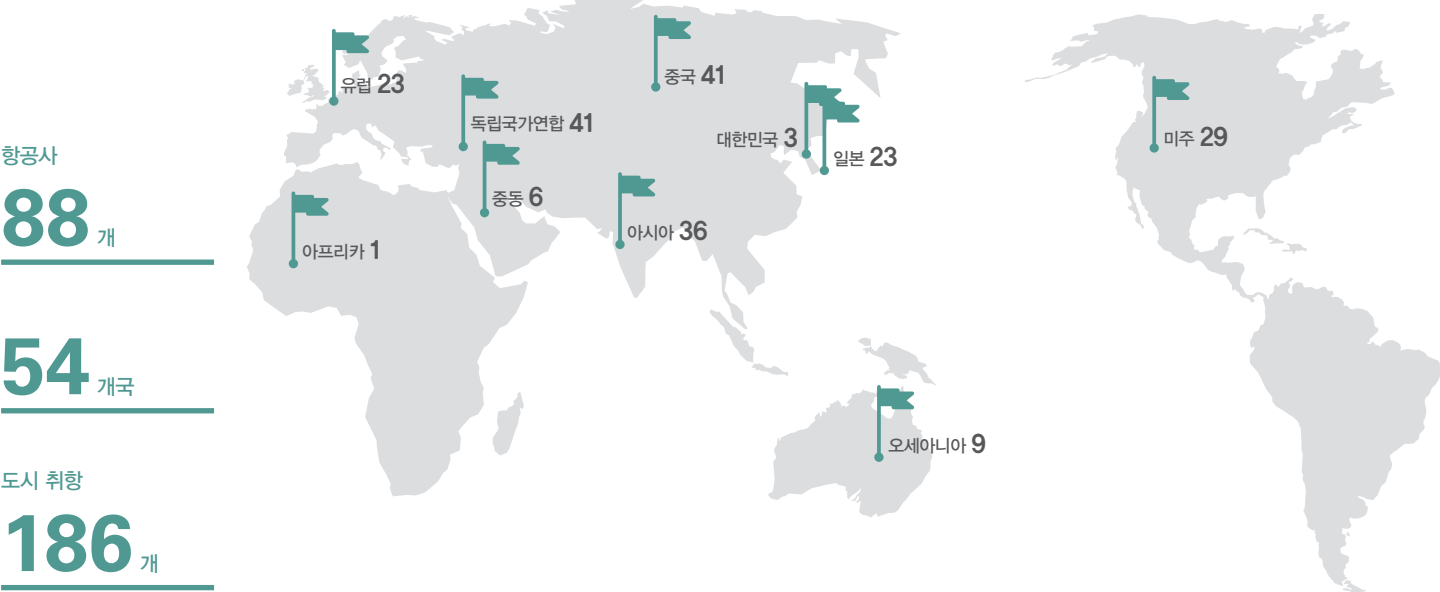 항공사
88 개
54 개국
도시 취항
186 개
유럽 23
중국 41
독립국가연합 41
대한민국 3
일본 23
미주 29
중동 6
아시아 36
아프리카 1
오세아니아 9